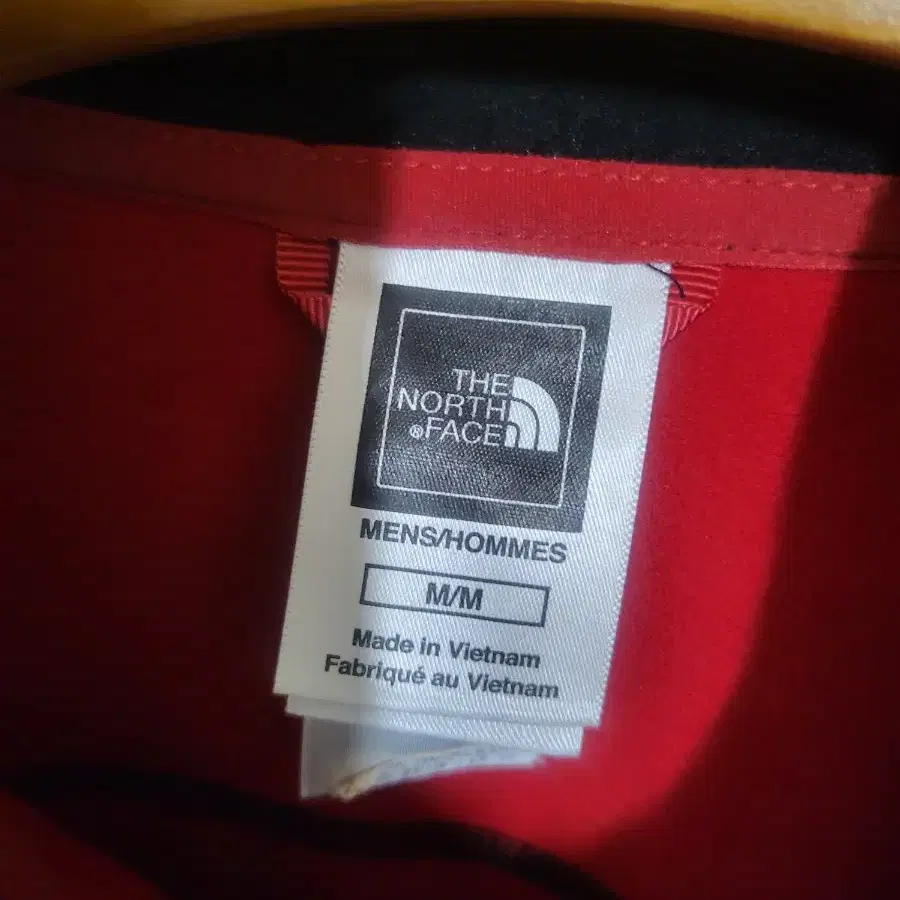 THE
NORTH
®FACE
MENS/HOMMES
M/M
Made in Vietnam
Fabriqué au Vietnam